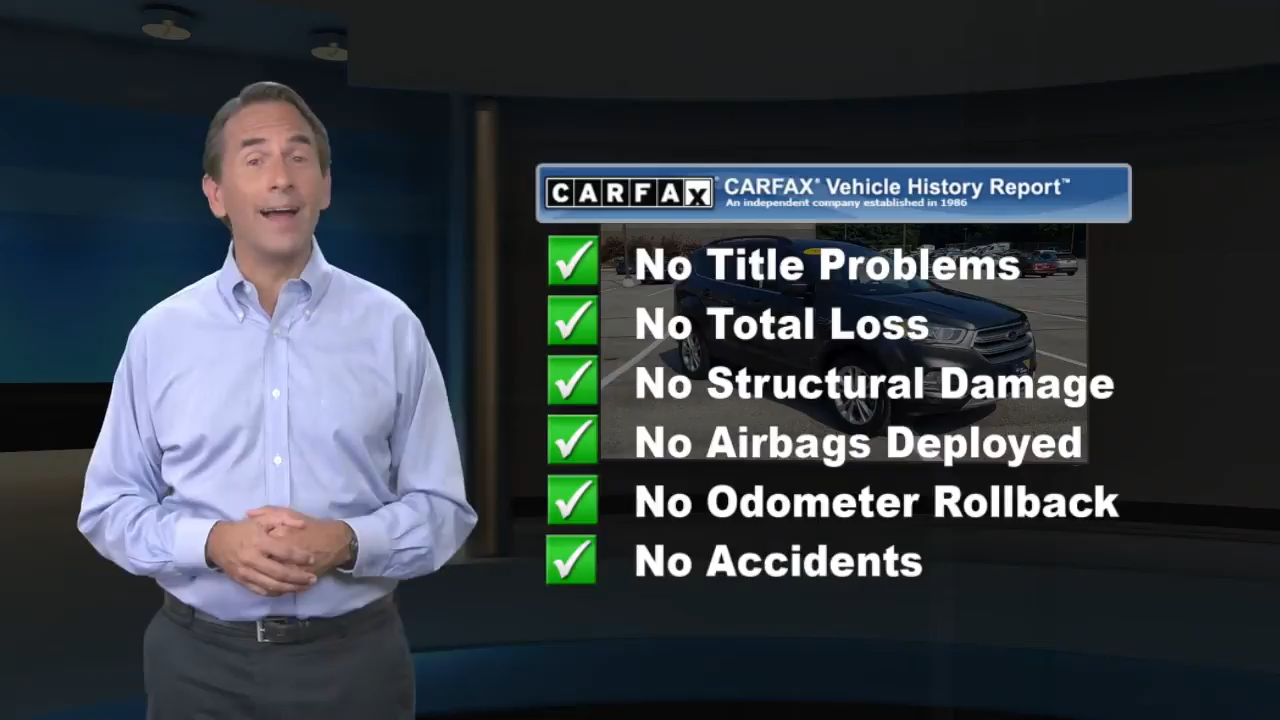 CARFAX® CARFAX® Vehicle History Report™
An independent company established in 1986
No Title Problems
No Total Loss
No Structural Damage
No Airbags Deployed
No Odometer Rollback
No Accidents